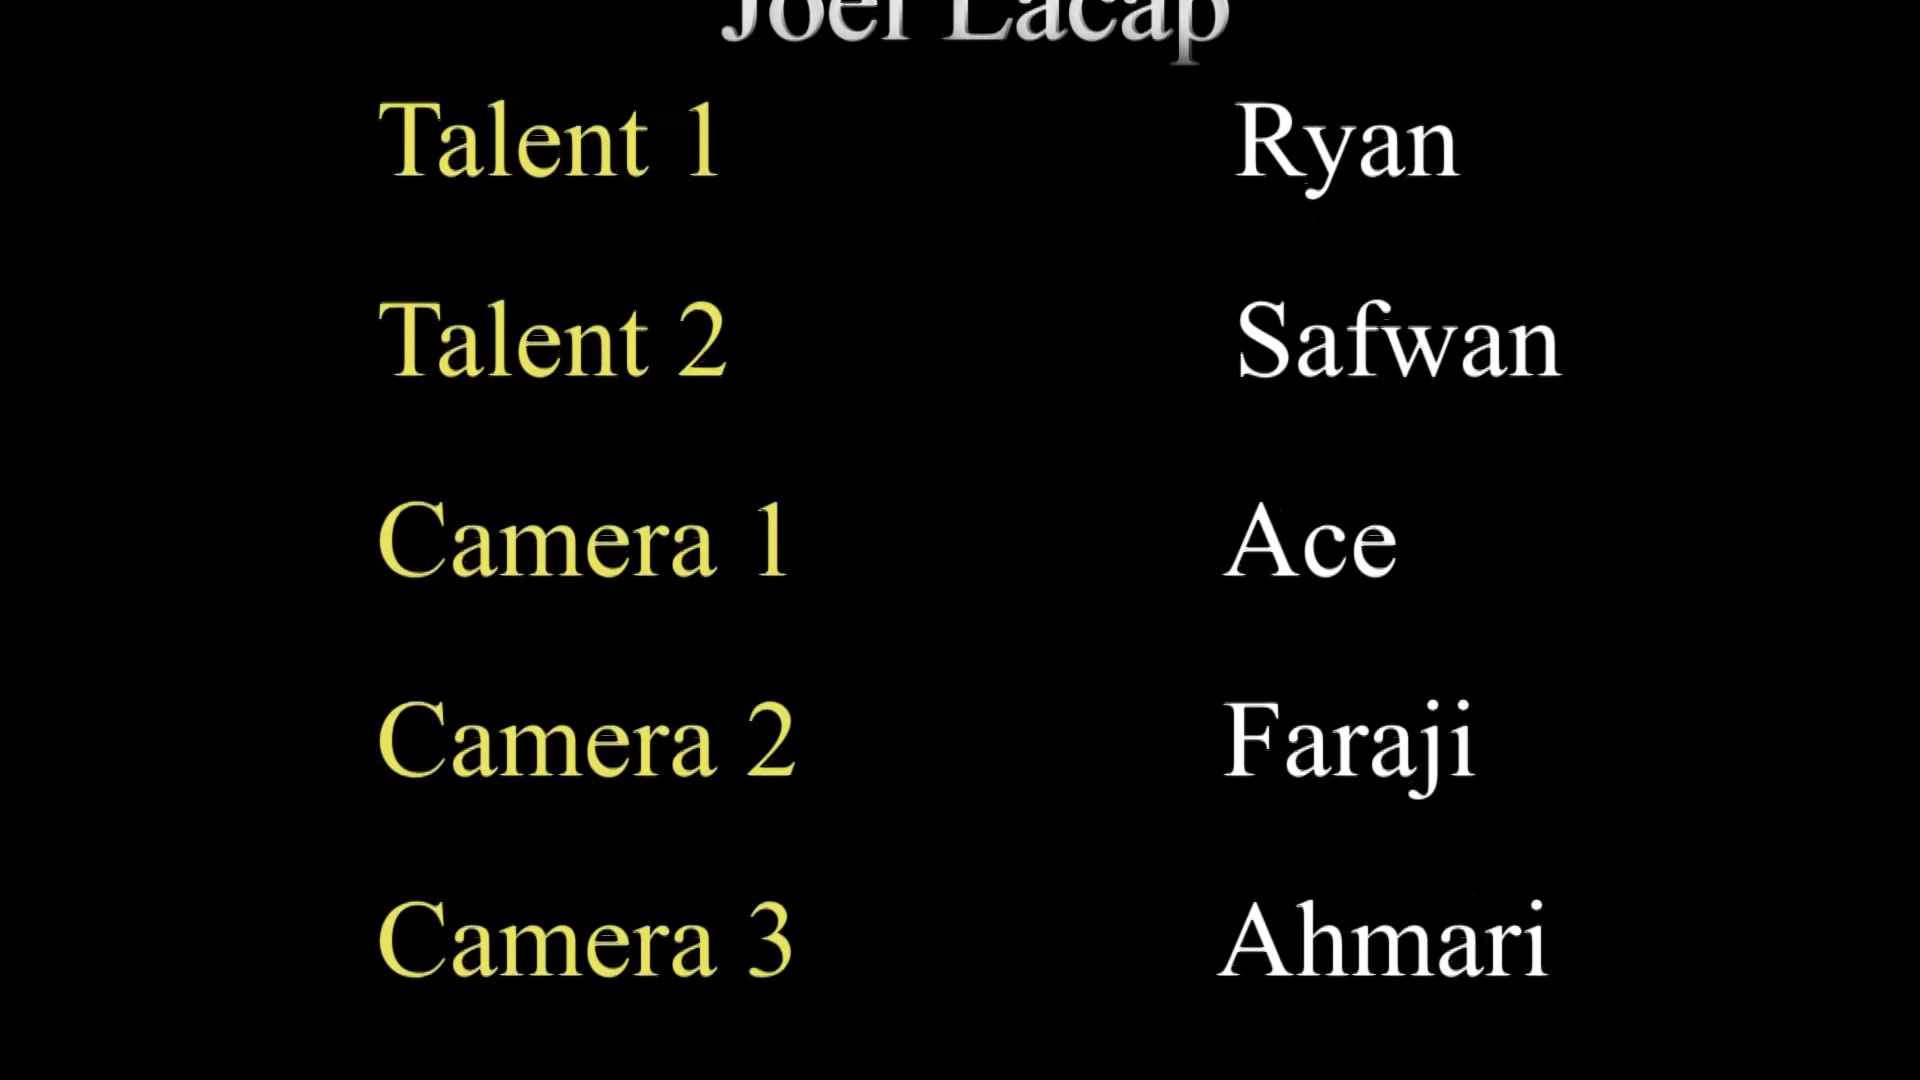 Joel Lacap
Talent 1 Ryan
Talent 2 Safwan
Camera 1 Ace
Camera 2 Faraji
Camera 3 Ahmari